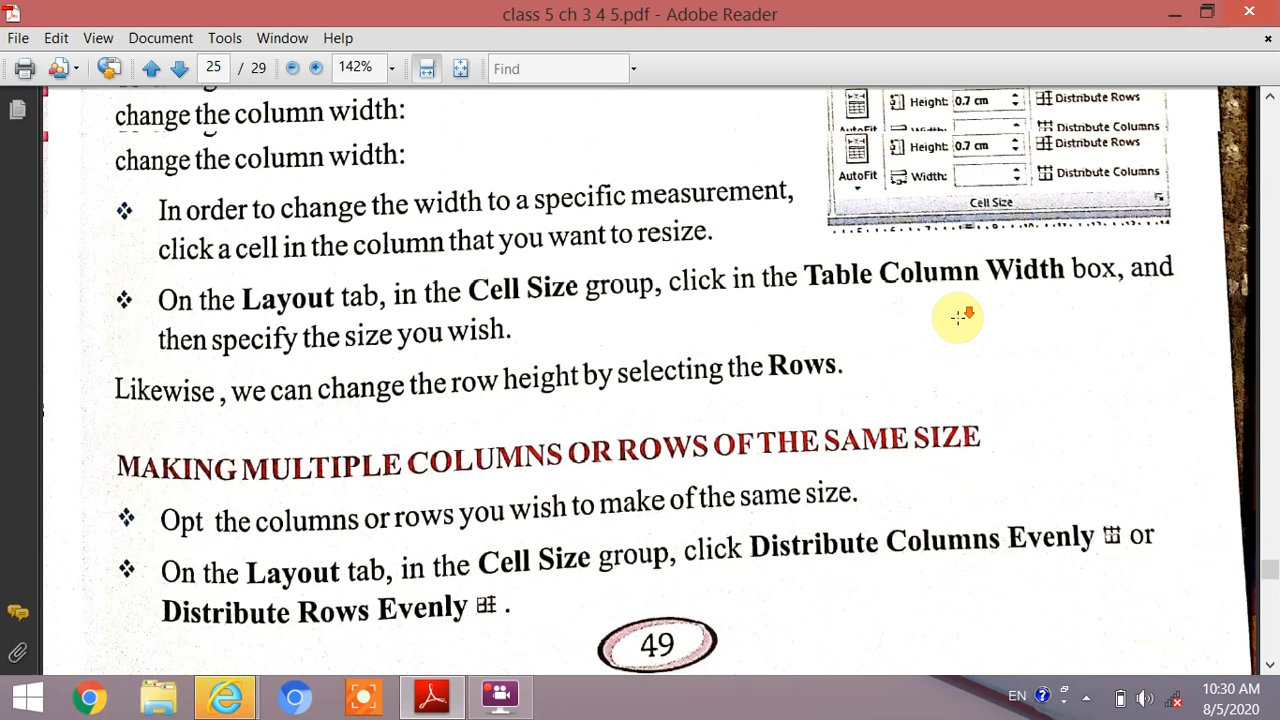 class 5 ch 3 4 5.pdf - Adobe Reader
File Edit View Document Tools Window Help
25 / 29 142% Find
change the column width:
Height: 0.7 cm Distribute Rows
Distribute Columns
change the column width:
Height: 0.7 cm Distribute Rows
AutoFit Width: Distribute Columns
Cell Size
❖ In order to change the width to a specific measurement,
click a cell in the column that you want to resize.
❖ On the Layout tab, in the Cell Size group, click in the Table Column Width box, and
then specify the size you wish.
Likewise , we can change the row height by selecting the Rows.
MAKING MULTIPLE COLUMNS OR ROWS OF THE SAME SIZE
❖ Opt the columns or rows you wish to make of the same size.
❖ On the Layout tab, in the Cell Size group, click Distribute Columns Evenly or
Distribute Rows Evenly .
49
EN 10:30 AM
8/5/2020